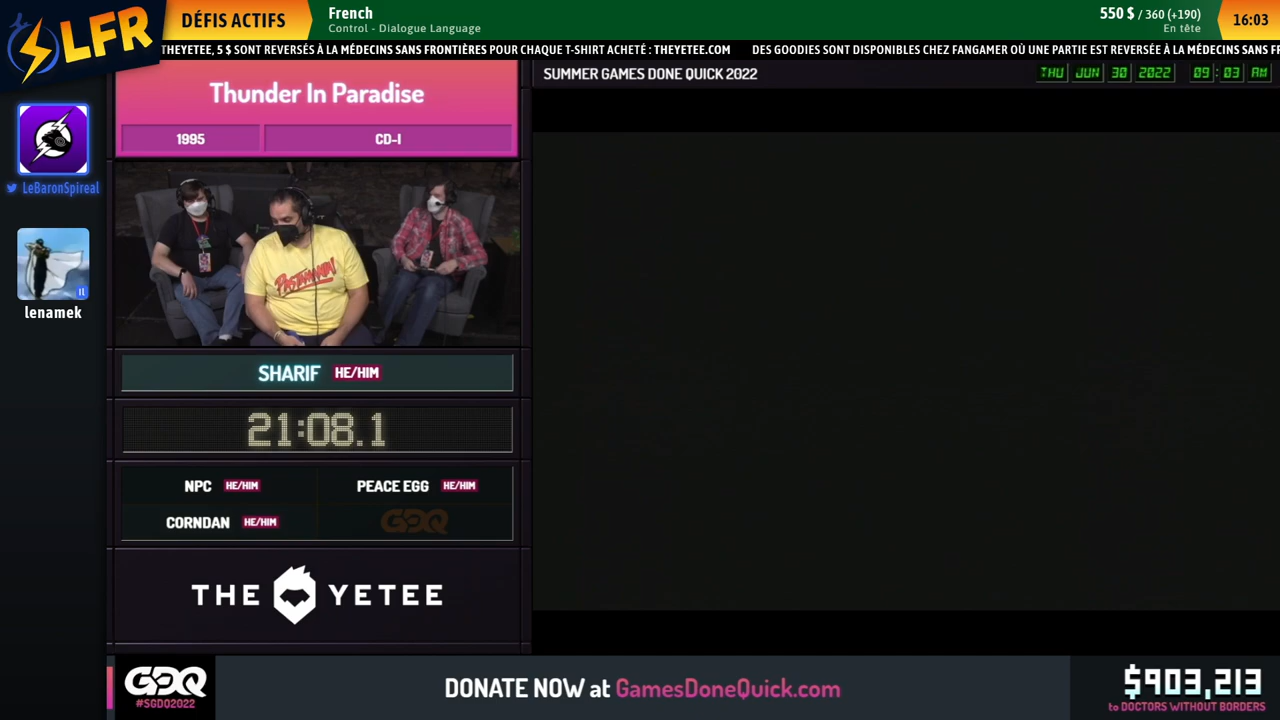 LFR
DÉFIS ACTIFS
French
Control - Dialogue Language
550 $ / 360 (+190)
En tête
16:03
THEYETEE, 5 $ SONT REVERSÉS À LA MÉDECINS SANS FRONTIÈRES POUR CHAQUE T-SHIRT ACHETÉ : THEYETEE.COM DES GOODIES SONT DISPONIBLES CHEZ FANGAMER OÙ UNE PARTIE EST REVERSÉE À LA MÉDECINS SANS F
LeBaronSpireal
lenamek
Thunder In Paradise
1995
CD-I
SUMMER GAMES DONE QUICK 2022
THU JUN 30 2022 09:03 AM
SHARIF HE/HIM
21:08.1
NPC HE/HIM
PEACE EGG HE/HIM
CORNDAN HE/HIM
GDQ
THE YETEE
GDQ
#SGDQ2022
DONATE NOW at GamesDoneQuick.com
$903,213
to DOCTORS WITHOUT BORDERS